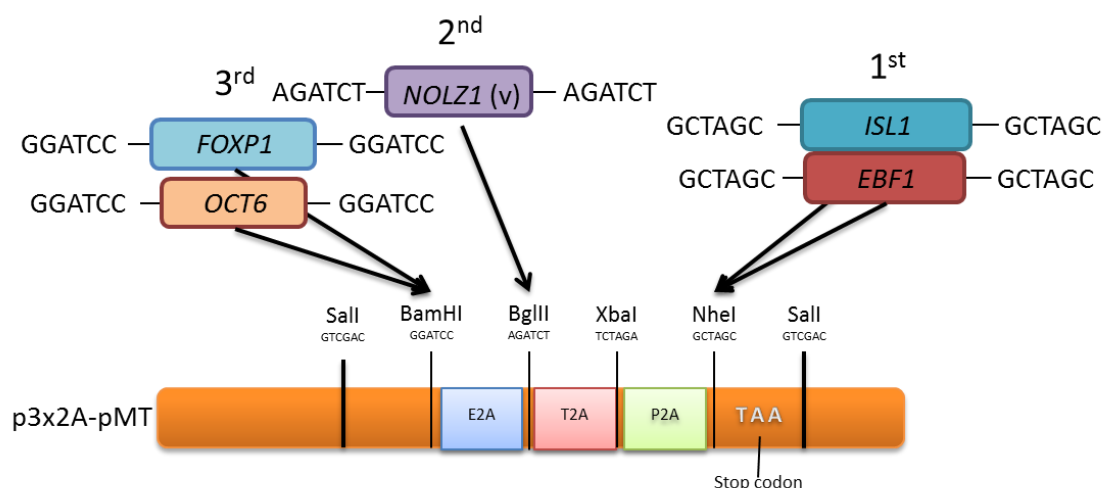 2nd
3rd
1st
AGATCT
NOLZ1 (v)
AGATCT
GGATCC
FOXP1
GGATCC
GGATCC
OCT6
GGATCC
GCTAGC
ISL1
GCTAGC
GCTAGC
EBF1
GCTAGC
SalI
GTCGAC
BamHI
GGATCC
BglII
AGATCT
XbaI
TCTAGA
NheI
GCTAGC
SalI
GTCGAC
p3x2A-pMT
E2A
T2A
P2A
TAA
Stop codon